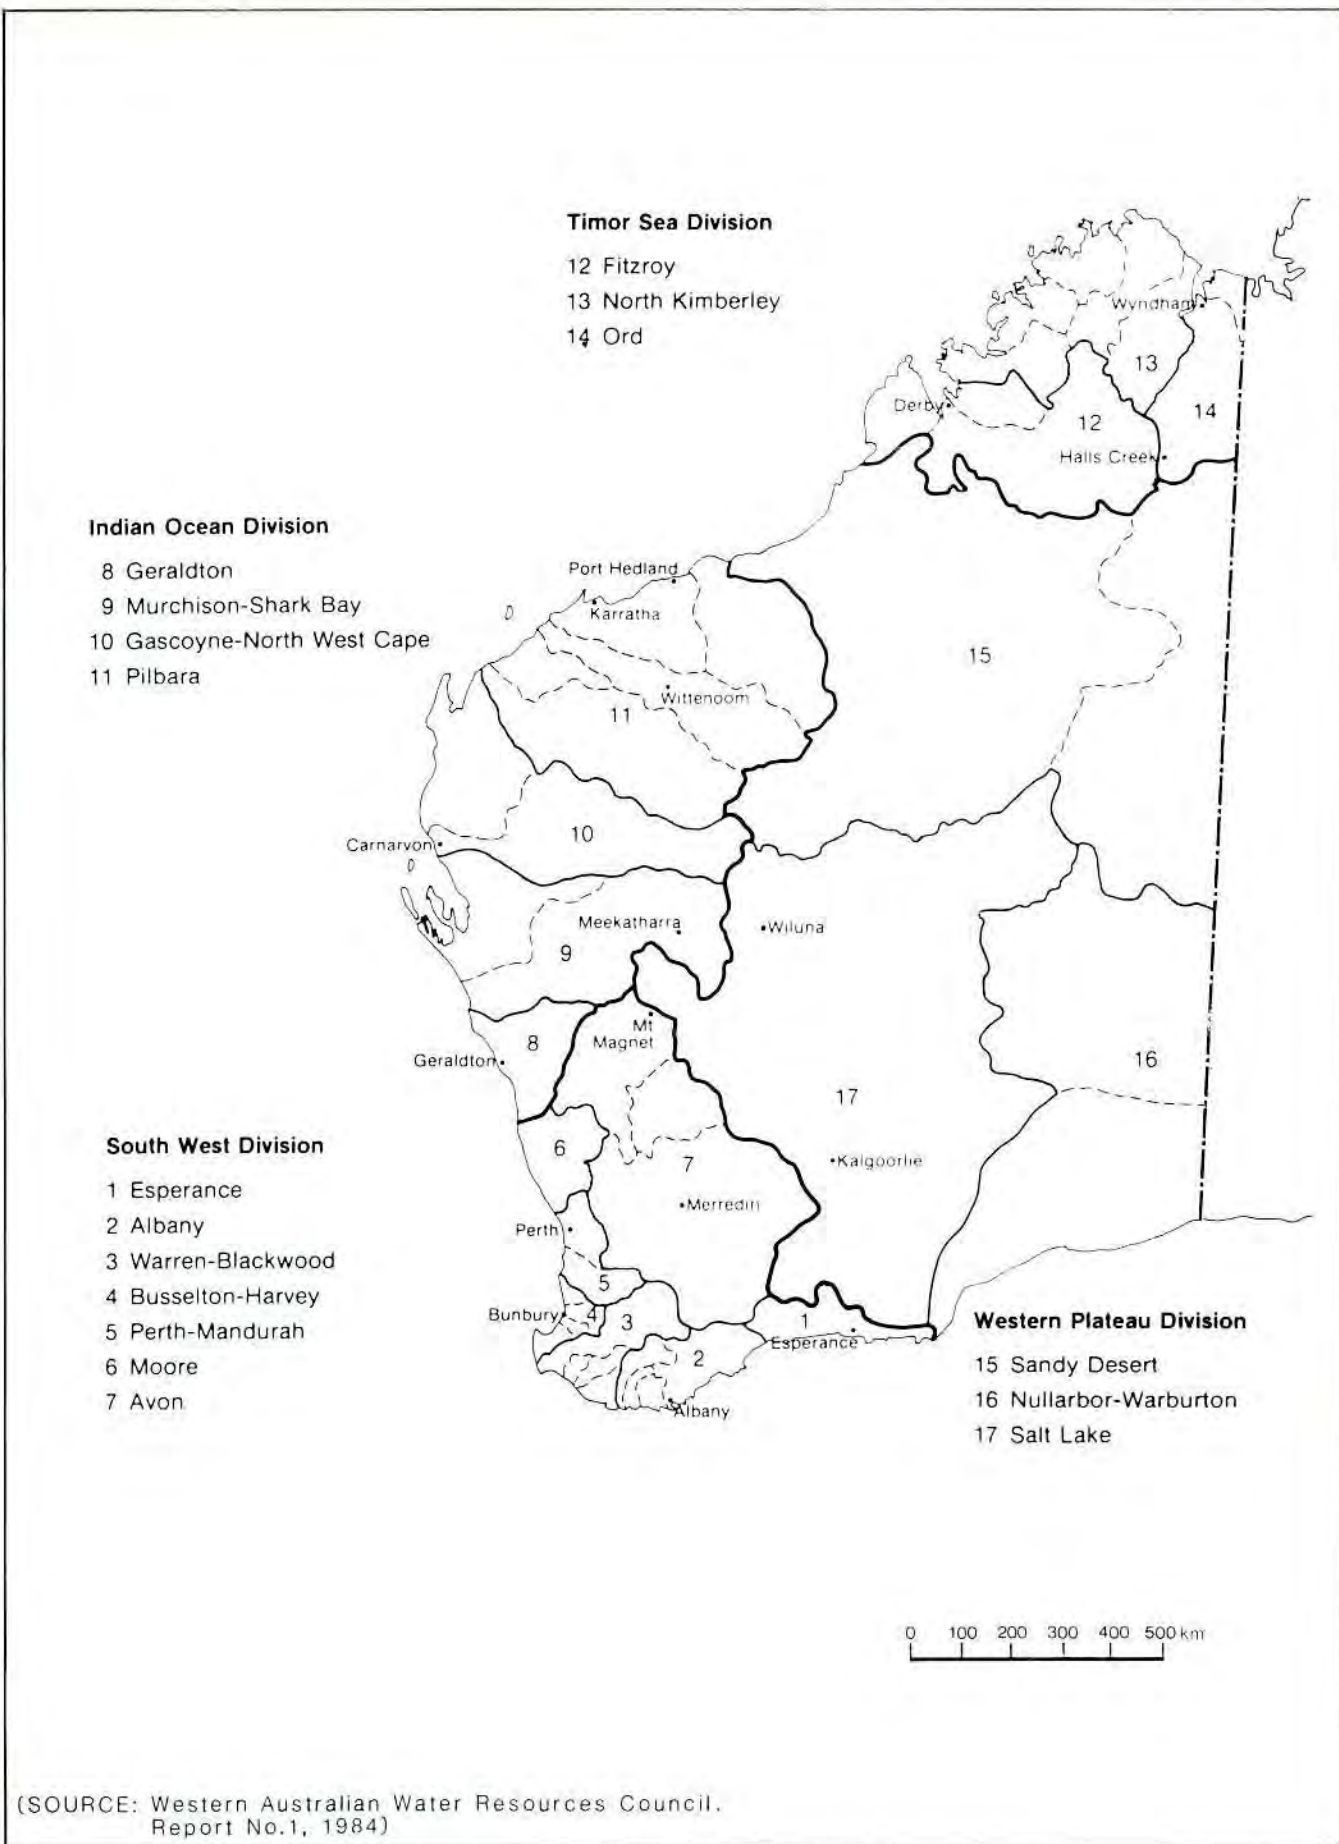 Timor Sea Division
12 Fitzroy
13 North Kimberley
14 Ord
Wyndham
13
Derby
12
14
Halls Creek
Indian Ocean Division
8 Geraldton
9 Murchison-Shark Bay
10 Gascoyne-North West Cape
11 Pilbara
Port Hedland
Karratha
15
Wittenoom
11
10
Carnarvon
Meekatharra
Wiluna
9
Mt
Magnet
8
Geraldton
16
17
South West Division
1 Esperance
2 Albany
3 Warren-Blackwood
4 Busselton-Harvey
5 Perth-Mandurah
6 Moore
7 Avon
6
7
Kalgoorlie
Merredin
Perth
5
Bunbury
4
3
1
Esperance
2
Albany
Western Plateau Division
15 Sandy Desert
16 Nullarbor-Warburton
17 Salt Lake
0 100 200 300 400 500 km
(SOURCE: Western Australian Water Resources Council.
Report No.1, 1984)